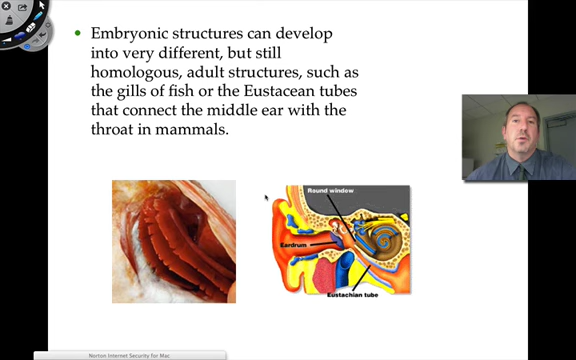 Embryonic structures can develop
into very different, but still
homologous, adult structures, such as
the gills of fish or the Eustacean tubes
that connect the middle ear with the
throat in mammals.
Round window
Eardrum
Eustachian tube
Norton Internet Security for Mac